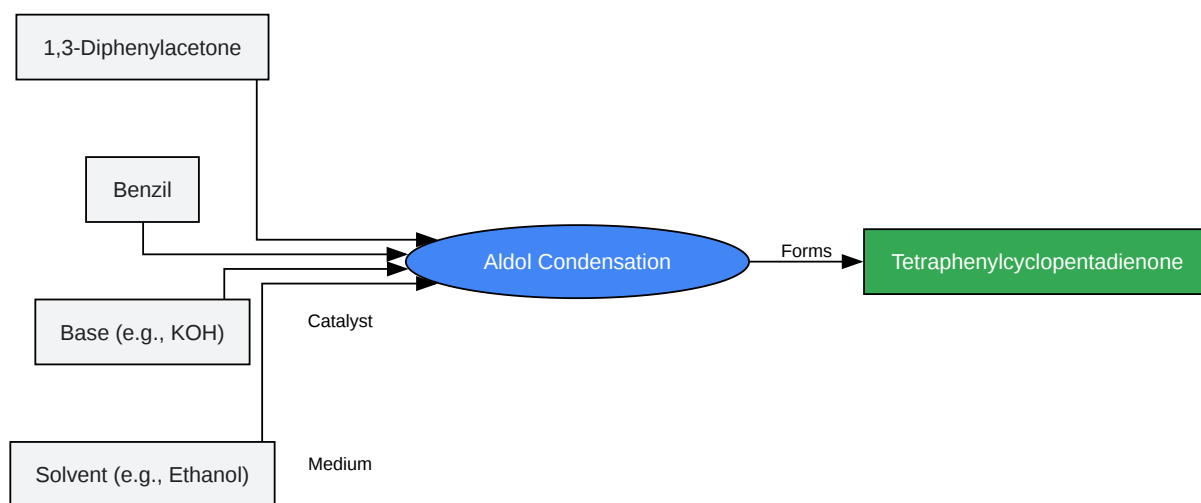 1,3-Diphenylacetone
Benzil
Aldol Condensation
Forms
Tetraphenylcyclopentadienone
Base (e.g., KOH)
Catalyst
Solvent (e.g., Ethanol)
Medium